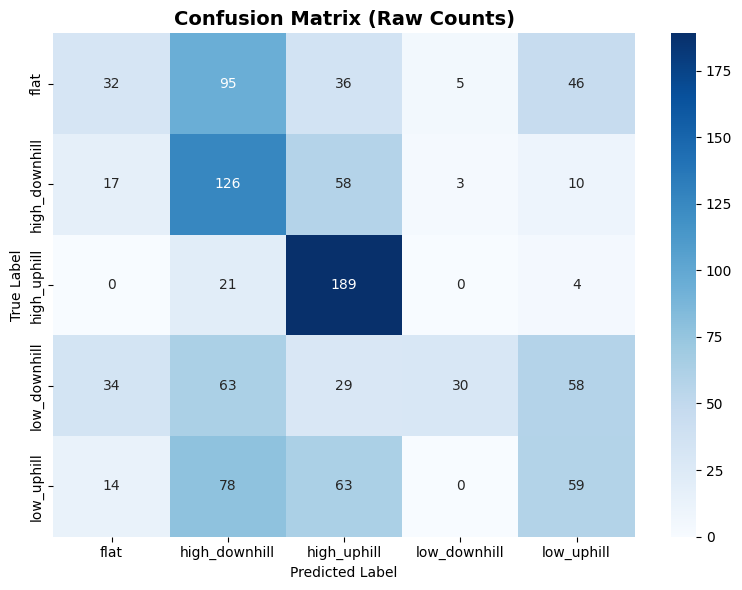 Confusion Matrix (Raw Counts)
True Label
flat 32 95 36 5 46
high_downhill 17 126 58 3 10
high_uphill 0 21 189 0 4
low_downhill 34 63 29 30 58
low_uphill 14 78 63 0 59
flat high_downhill high_uphill low_downhill low_uphill
Predicted Label
175
150
125
100
75
50
25
0